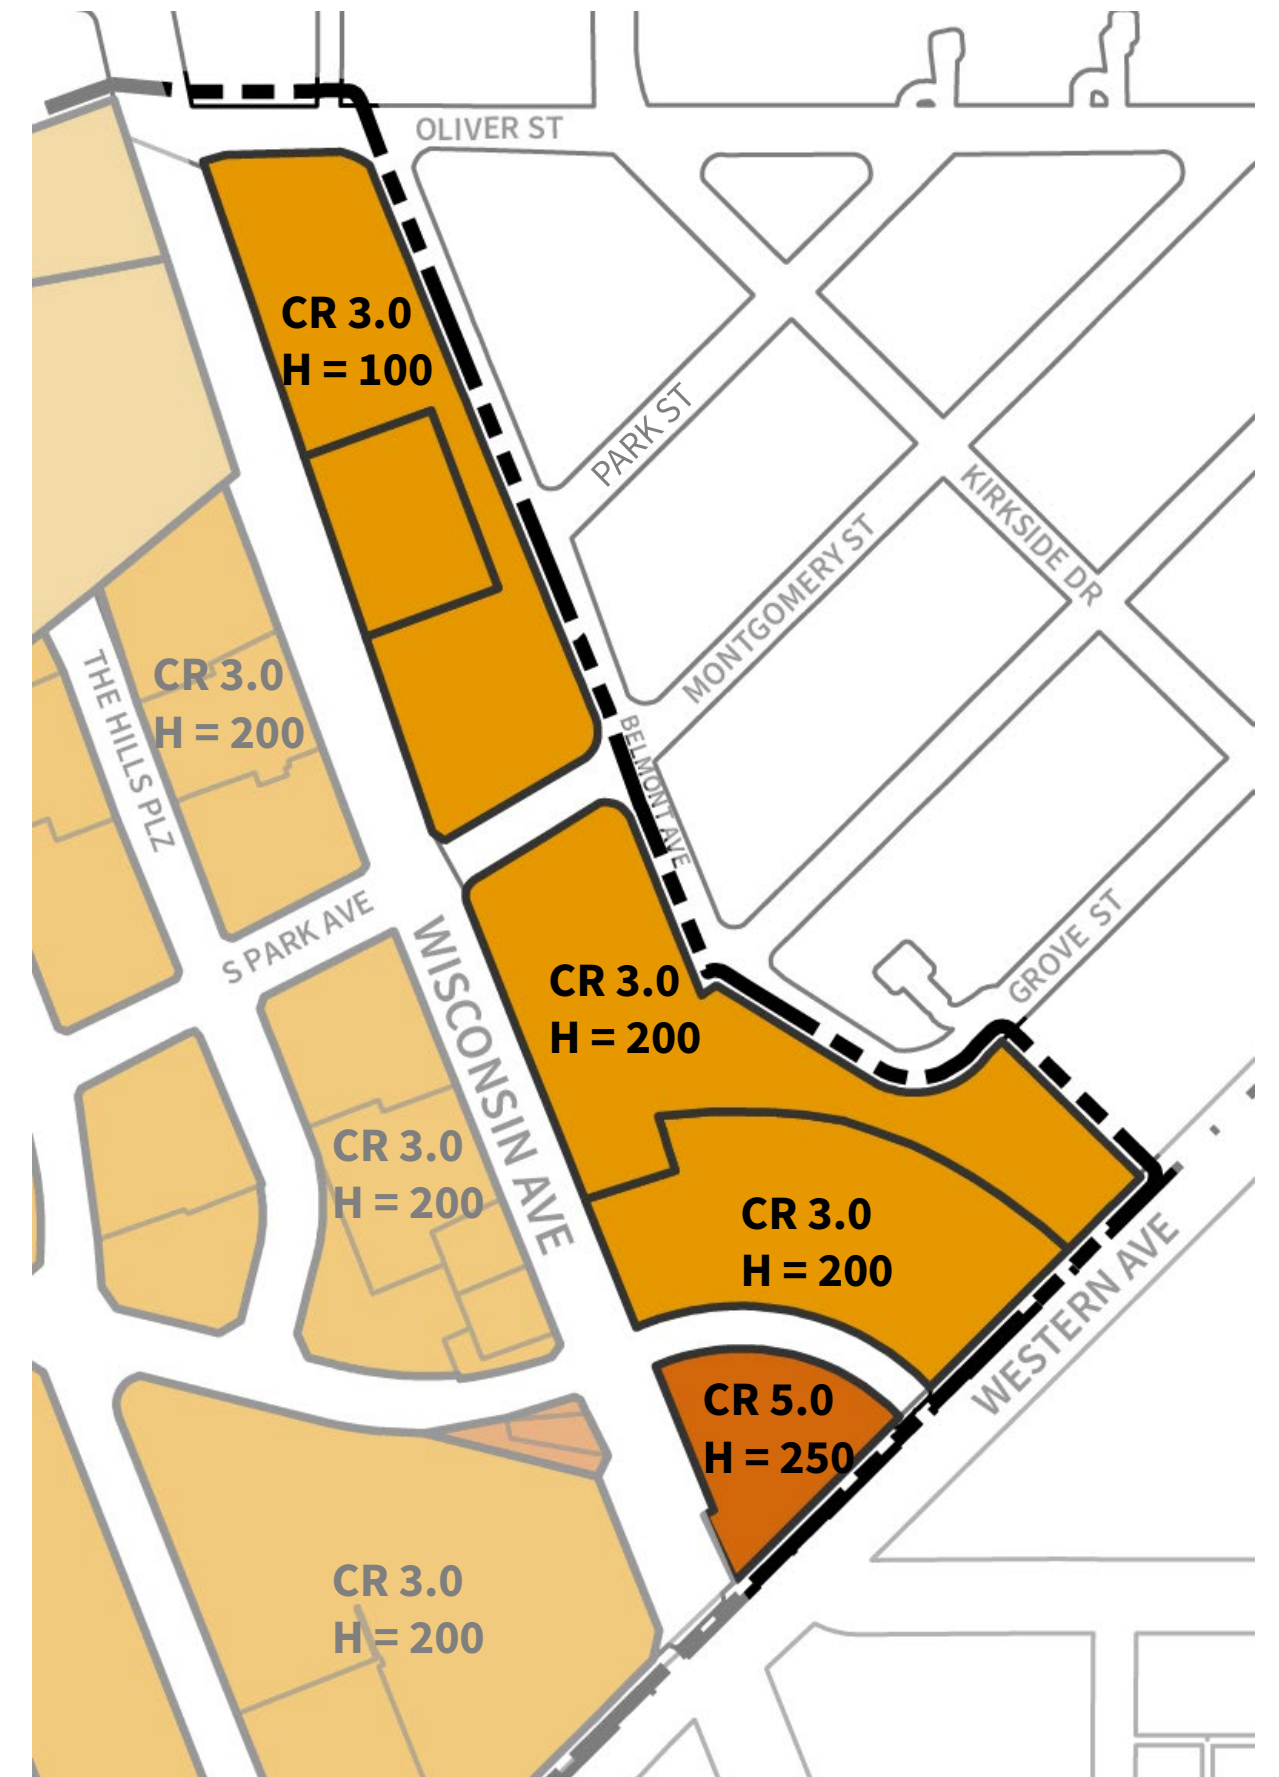 OLIVER ST
CR 3.0
H = 100
PARK ST
KIRKSIDE DR
MONTGOMERY ST
THE HILLS PLZ
CR 3.0
H = 200
BELMONT AVE
S PARK AVE
WISCONSIN AVE
GROVE ST
CR 3.0
H = 200
CR 3.0
H = 200
CR 3.0
H = 200
WESTERN AVE
CR 5.0
H = 250
CR 3.0
H = 200